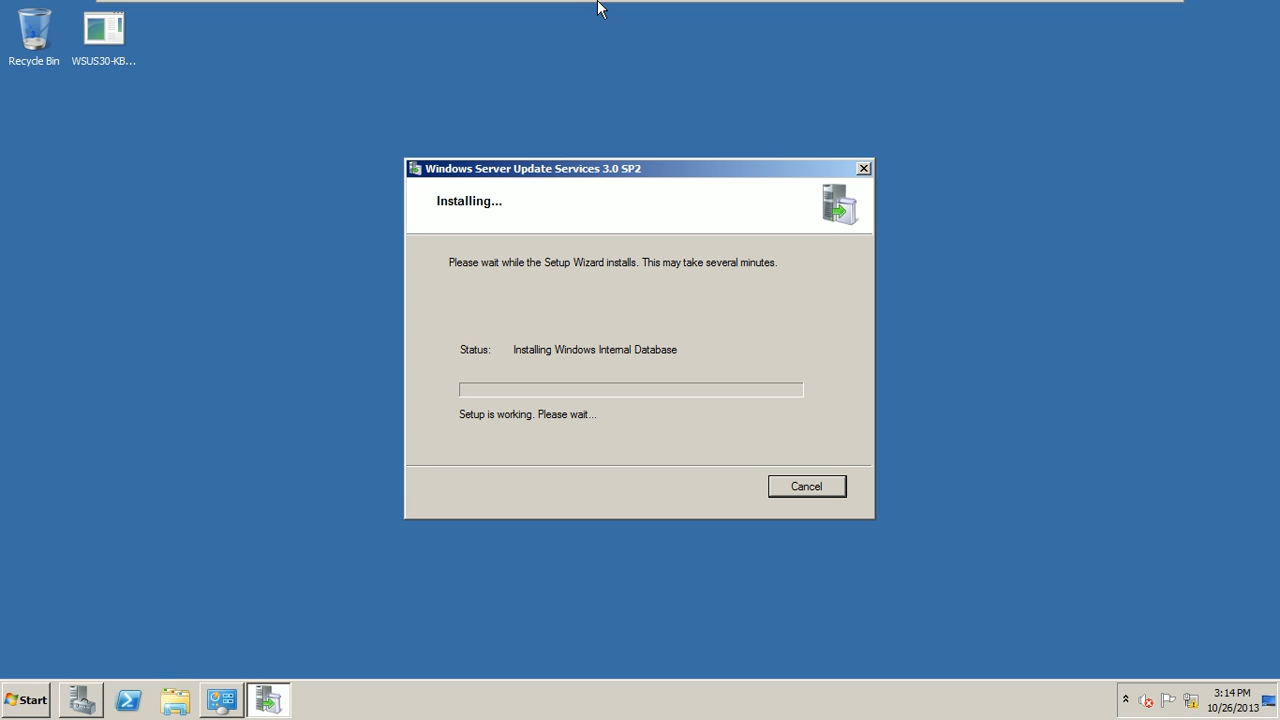 Recycle Bin
WSUS30-KB...
Windows Server Update Services 3.0 SP2
Installing...
Please wait while the Setup Wizard installs. This may take several minutes.
Status: Installing Windows Internal Database
Setup is working. Please wait...
Cancel
Start
3:14 PM
10/26/2013